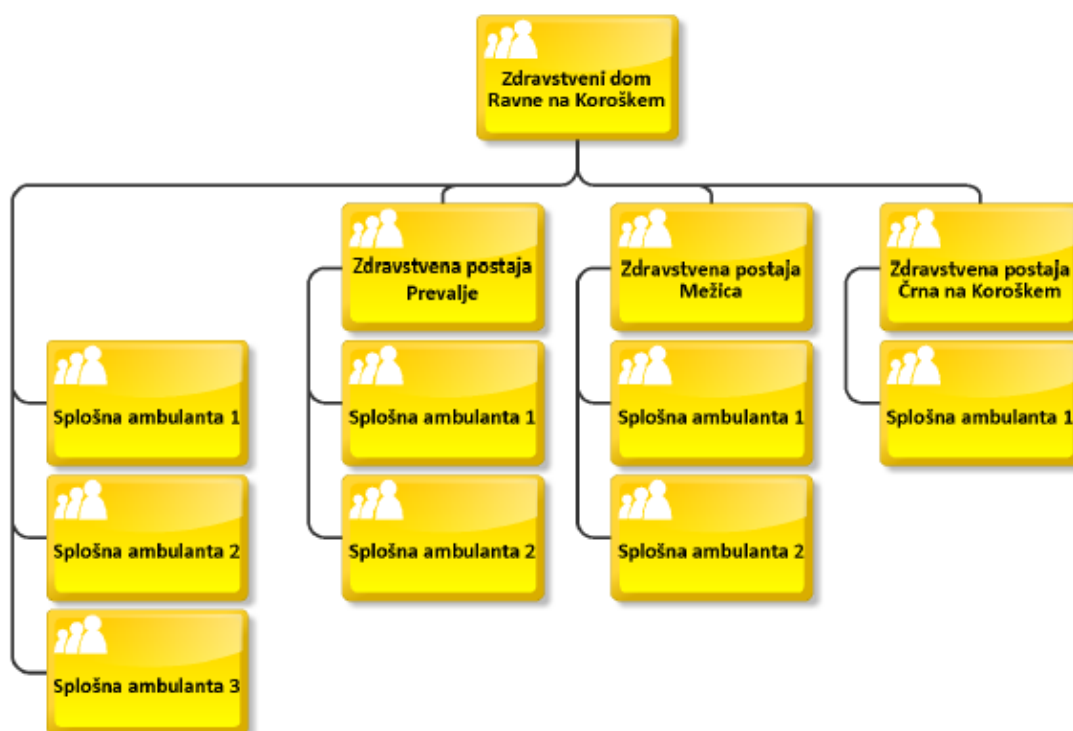 Zdravstveni dom
Ravne na Koroškem
Zdravstvena postaja
Prevalje
Zdravstvena postaja
Mežica
Zdravstvena postaja
Črna na Koroškem
Splošna ambulanta 1
Splošna ambulanta 1
Splošna ambulanta 1
Splošna ambulanta 1
Splošna ambulanta 2
Splošna ambulanta 2
Splošna ambulanta 2
Splošna ambulanta 3